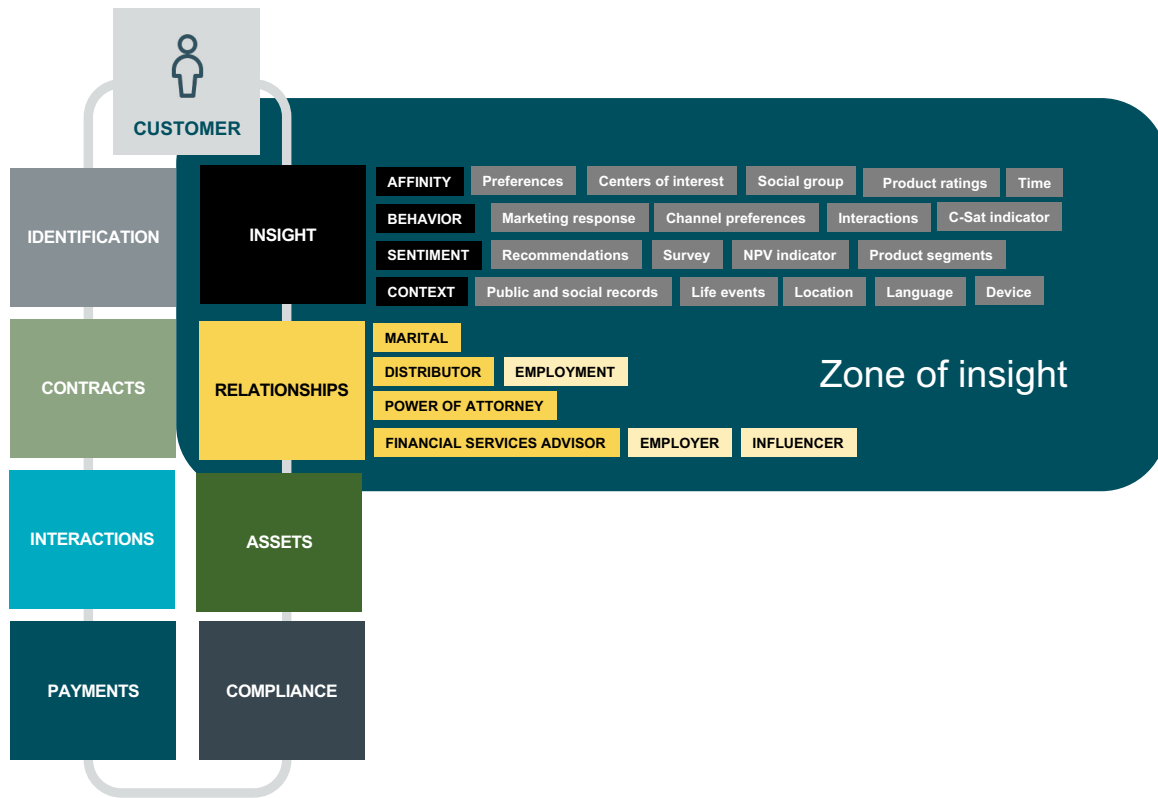 CUSTOMER
IDENTIFICATION
INSIGHT
AFFINITY Preferences Centers of interest Social group Product ratings Time
BEHAVIOR Marketing response Channel preferences Interactions C-Sat indicator
SENTIMENT Recommendations Survey NPV indicator Product segments
CONTEXT Public and social records Life events Location Language Device
CONTRACTS
RELATIONSHIPS
MARITAL
DISTRIBUTOR EMPLOYMENT
POWER OF ATTORNEY
FINANCIAL SERVICES ADVISOR EMPLOYER INFLUENCER
Zone of insight
INTERACTIONS
ASSETS
PAYMENTS
COMPLIANCE